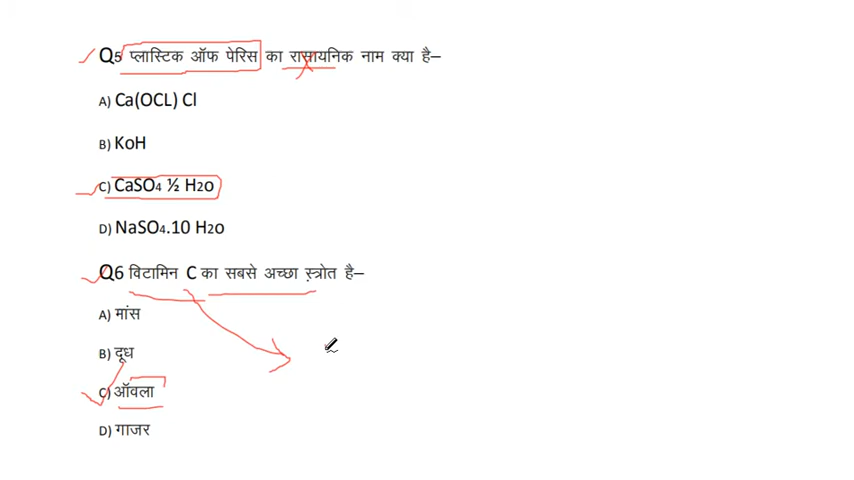 Q5 प्लास्टिक ऑफ पेरिस का रासायनिक नाम क्या है–
A) Ca(OCL) Cl
B) KoH
C) CaSO4 ½ H2o
D) NaSO4.10 H2o
Q6 विटामिन C का सबसे अच्छा स्त्रोत है–
A) मांस
B) दूध
C) ऑवला
D) गाजर